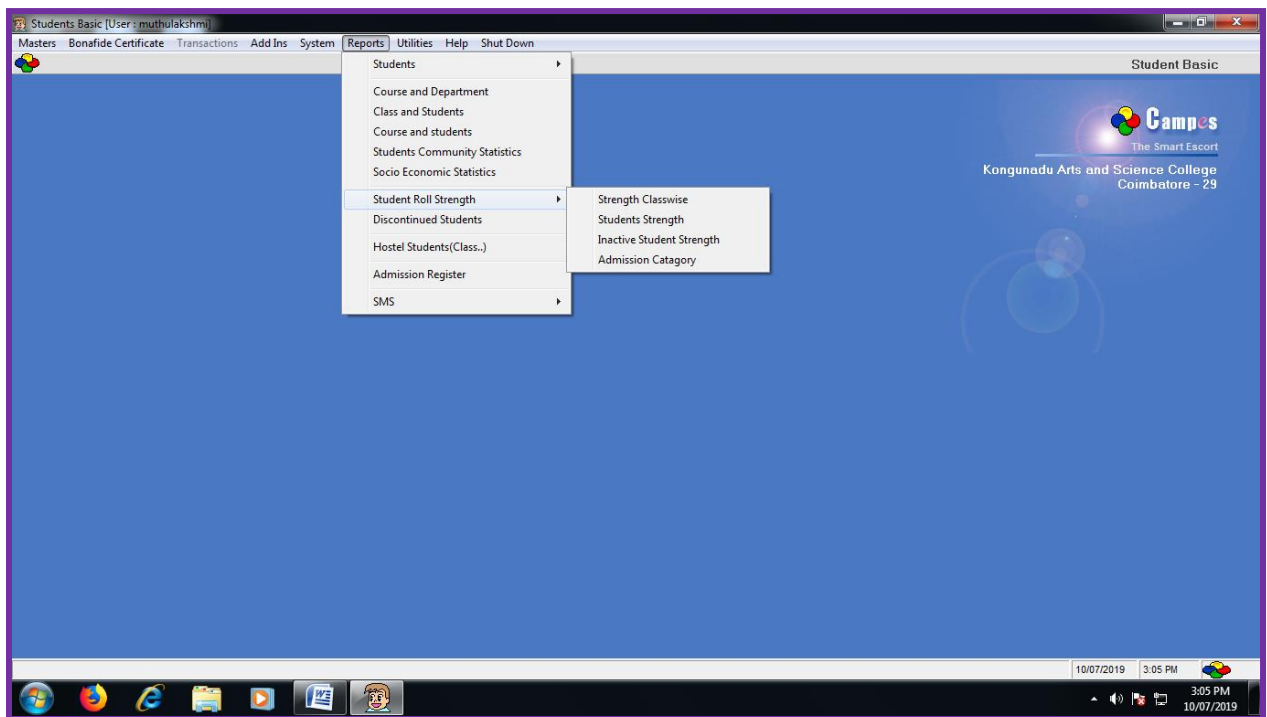 Students Basic [User : muthulakshmi]
Masters Bonafide Certificate Transactions Add Ins System Reports Utilities Help Shut Down
Student Basic
Students
Course and Department
Class and Students
Course and students
Students Community Statistics
Socio Economic Statistics
Student Roll Strength
Discontinued Students
Hostel Students(Class..)
Admission Register
SMS
Strength Classwise
Students Strength
Inactive Student Strength
Admission Catagory
Campes
The Smart Escort
Kongunadu Arts and Science College
Coimbatore - 29
10/07/2019 3:05 PM
3:05 PM
10/07/2019